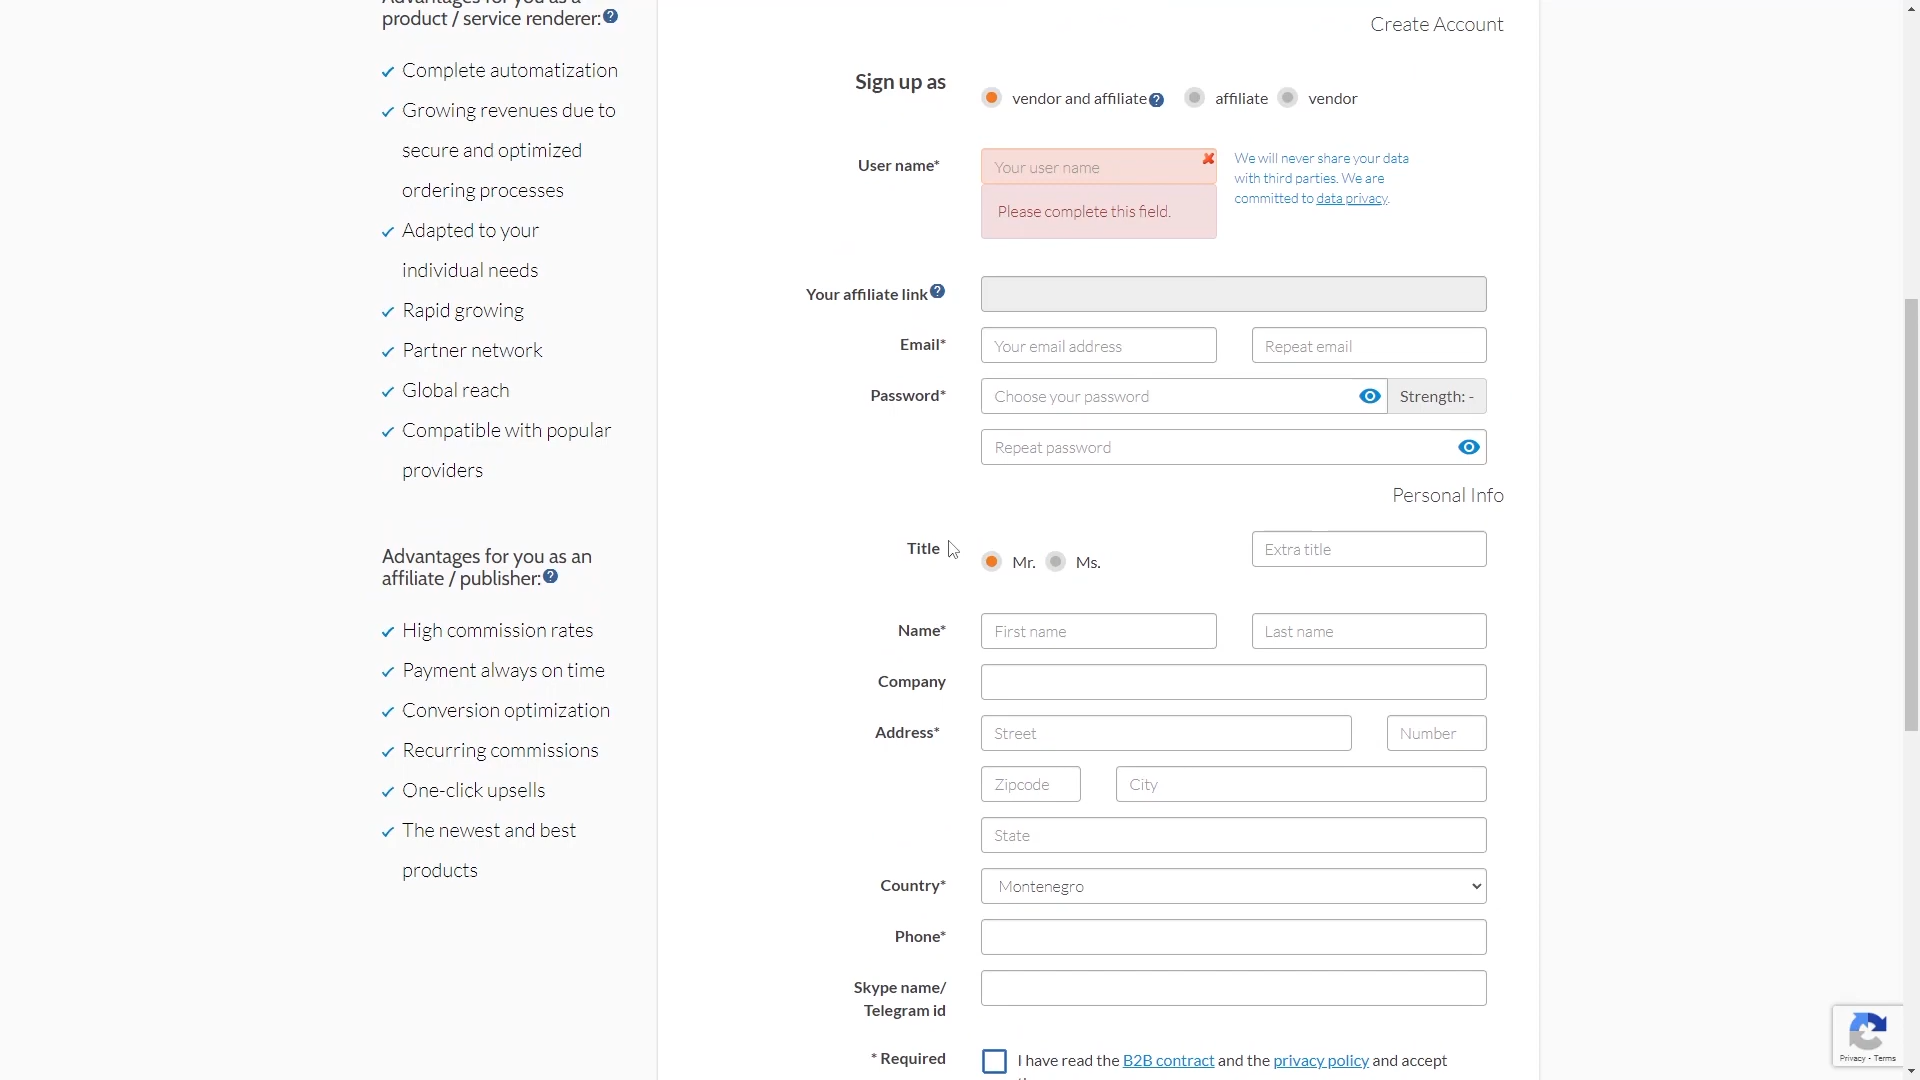 product / service renderer:
Complete automatization
Growing revenues due to
secure and optimized
ordering processes
Adapted to your
individual needs
Rapid growing
Partner network
Global reach
Compatible with popular
providers
Advantages for you as an
affiliate / publisher:
High commission rates
Payment always on time
Conversion optimization
Recurring commissions
One-click upsells
The newest and best
products
Create Account
Sign up as
vendor and affiliate affiliate vendor
User name* Your user name
Please complete this field.
We will never share your data
with third parties. We are
committed to data privacy.
Your affiliate link
Email* Your email address Repeat email
Password* Choose your password Strength: -
Repeat password
Personal Info
Title Mr. Ms. Extra title
Name* First name Last name
Company
Address* Street Number
Zipcode City
State
Country* Montenegro
Phone*
Skype name/
Telegram id
* Required I have read the B2B contract and the privacy policy and accept
Privacy - Terms